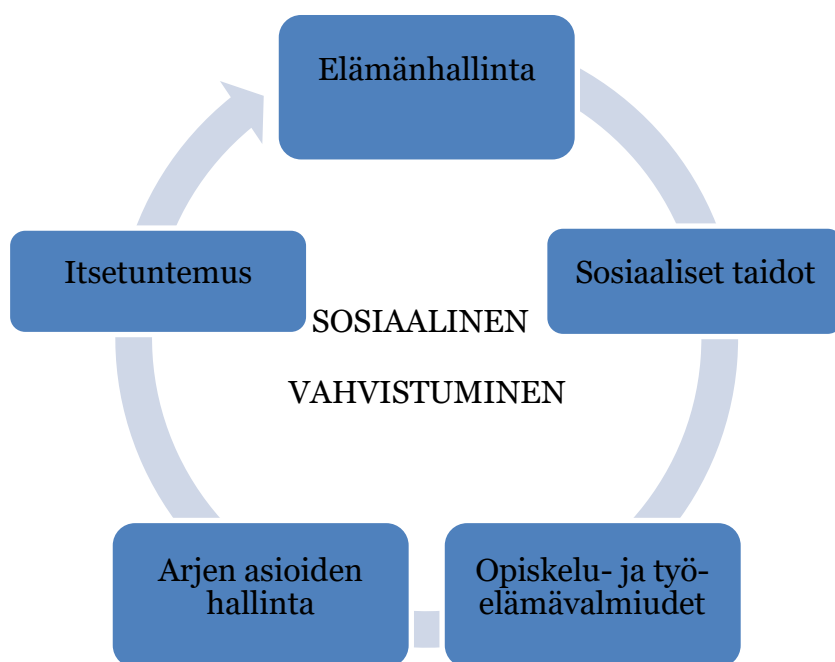 Elämänhallinta
Sosiaaliset taidot
Opiskelu- ja työ-
elämävalmiudet
Arjen asioiden
hallinta
Itsetuntemus
SOSIAALINEN
VAHVISTUMINEN